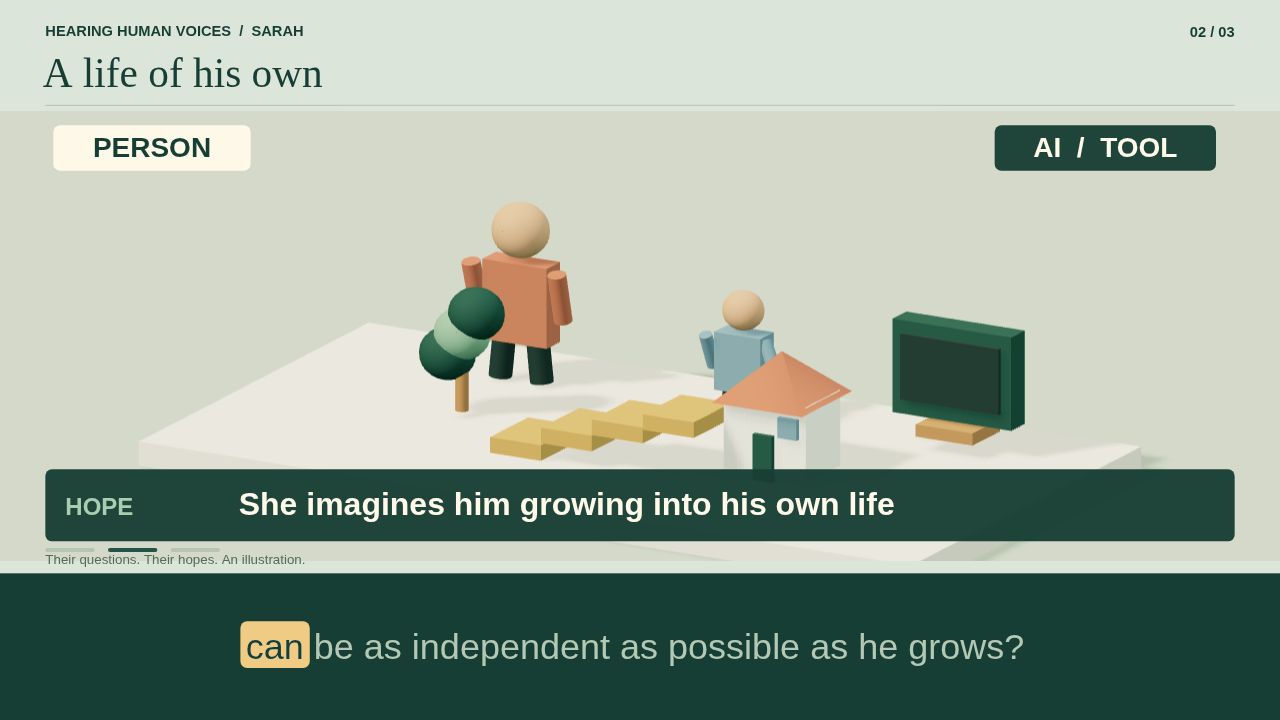 HEARING HUMAN VOICES / SARAH
02 / 03
A life of his own
PERSON
AI / TOOL
HOPE
She imagines him growing into his own life
Their questions. Their hopes. An illustration.
can be as independent as possible as he grows?